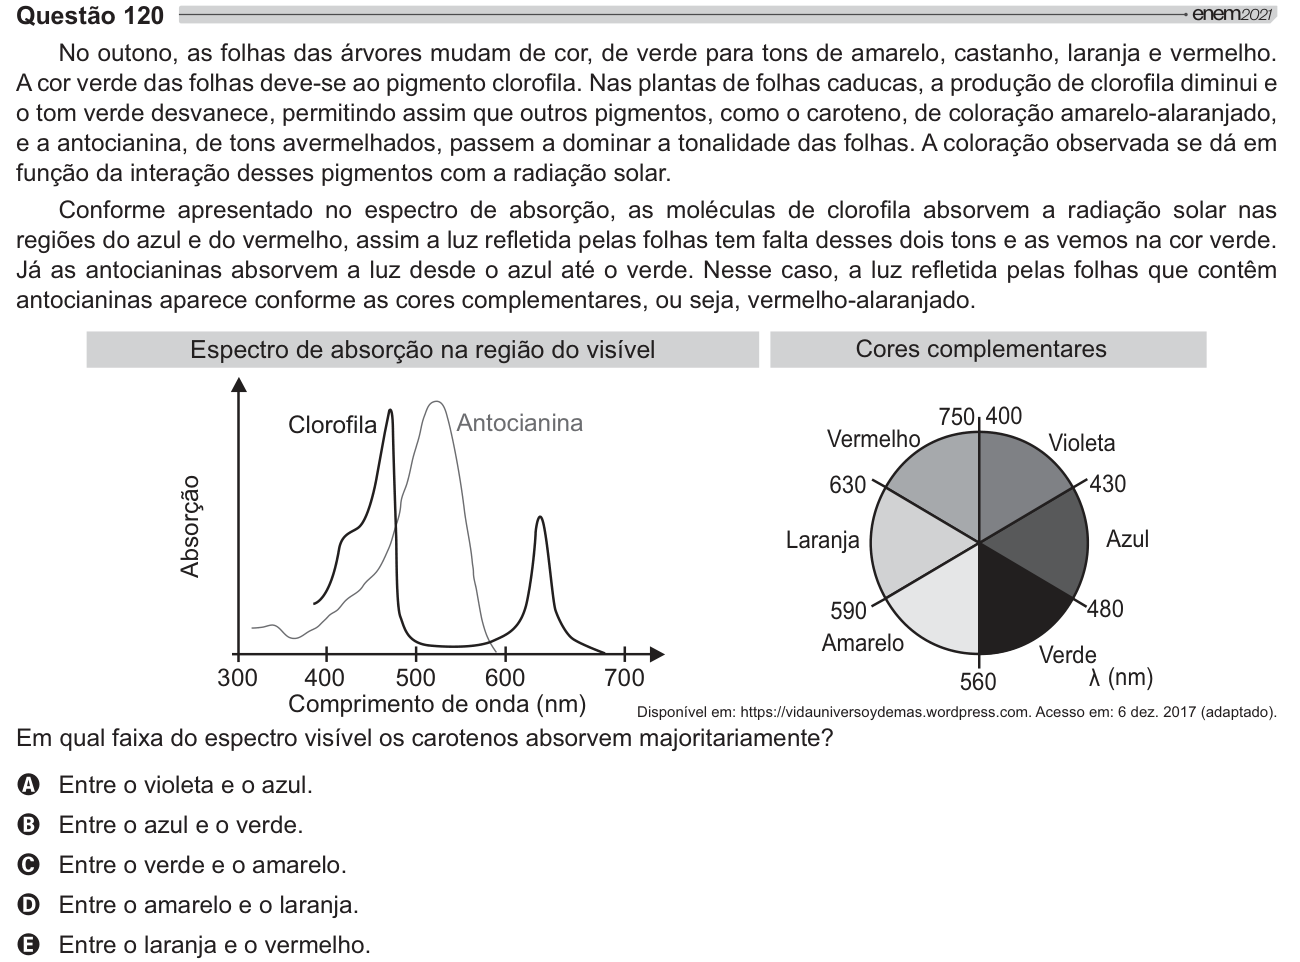 Questão 120
enem2021
No outono, as folhas das árvores mudam de cor, de verde para tons de amarelo, castanho, laranja e vermelho.
A cor verde das folhas deve-se ao pigmento clorofila. Nas plantas de folhas caducas, a produção de clorofila diminui e
o tom verde desvanece, permitindo assim que outros pigmentos, como o caroteno, de coloração amarelo-alaranjado,
e a antocianina, de tons avermelhados, passem a dominar a tonalidade das folhas. A coloração observada se dá em
função da interação desses pigmentos com a radiação solar.
Conforme apresentado no espectro de absorção, as moléculas de clorofila absorvem a radiação solar nas
regiões do azul e do vermelho, assim a luz refletida pelas folhas tem falta desses dois tons e as vemos na cor verde.
Já as antocianinas absorvem a luz desde o azul até o verde. Nesse caso, a luz refletida pelas folhas que contêm
antocianinas aparece conforme as cores complementares, ou seja, vermelho-alaranjado.
Espectro de absorção na região do visível
Absorção
Clorofila
Antocianina
300 400 500 600 700
Comprimento de onda (nm)
Cores complementares
750 400
Vermelho
Violeta
630
430
Laranja
Azul
590
480
Amarelo
Verde
560
λ (nm)
Disponível em: https://vidauniversoydemas.wordpress.com. Acesso em: 6 dez. 2017 (adaptado).
Em qual faixa do espectro visível os carotenos absorvem majoritariamente?
A Entre o violeta e o azul.
B Entre o azul e o verde.
C Entre o verde e o amarelo.
D Entre o amarelo e o laranja.
E Entre o laranja e o vermelho.